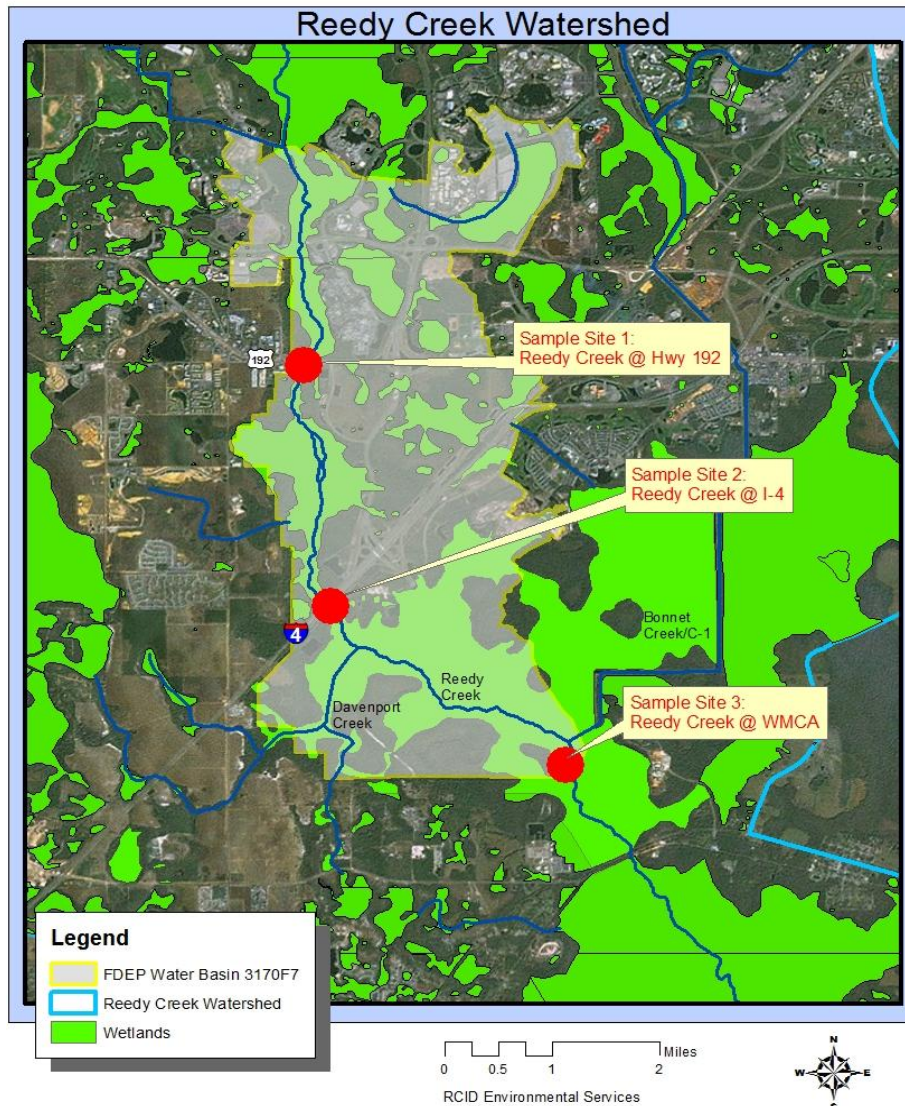 Reedy Creek Watershed
Sample Site 1:
Reedy Creek @ Hwy 192
192
Sample Site 2:
Reedy Creek @ I-4
4
Bonnet
Creek/C-1
Reedy
Creek
Davenport
Creek
Sample Site 3:
Reedy Creek @ WMCA
Legend
FDEP Water Basin 3170F7
Reedy Creek Watershed
Wetlands
Miles
0 0.5 1 2
RCID Environmental Services
N
W E
S